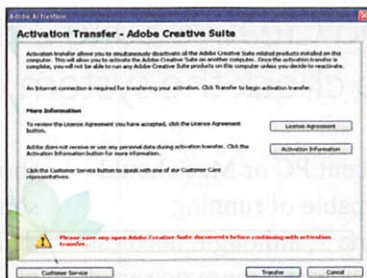 Adobe Activation
Activation Transfer - Adobe Creative Suite
Activation transfer allows you to simultaneously deactivate all the Adobe Creative Suite related products installed on this
computer. This will allow you to activate the Adobe Creative Suite on another computer. Once the activation transfer is
complete, you will not be able to run any Adobe Creative Suite products on this computer unless you decide to reactivate.
An Internet connection is required for transferring your activation. Click Transfer to begin activation transfer.
More Information
To review the License Agreement you have accepted, click the License Agreement
button.
License Agreement
Adobe does not receive or use any personal data during activation transfer. Click the
Activation Information button for more information.
Activation Information
Click the Customer Service button to speak with one of our Customer Care
representatives.
Please save any open Adobe Creative Suite documents before continuing with activation
transfer.
Customer Service
Transfer
Cancel